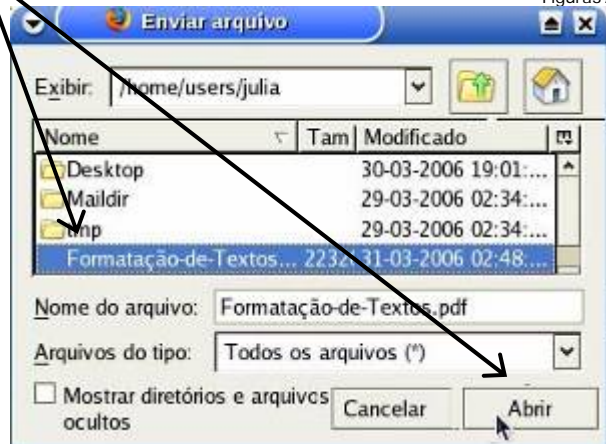 Figuras
Enviar arquivo
Exibir: /home/users/julia
Nome Tam Modificado
Desktop 30-03-2006 19:01:...
Maildir 29-03-2006 02:34:...
tmp 29-03-2006 02:34:...
Formatação-de-Textos... 2232 31-03-2006 02:48:...
Nome do arquivo: Formatação-de-Textos.pdf
Arquivos do tipo: Todos os arquivos (*)
Mostrar diretórios e arquivos
ocultos
Cancelar Abrir